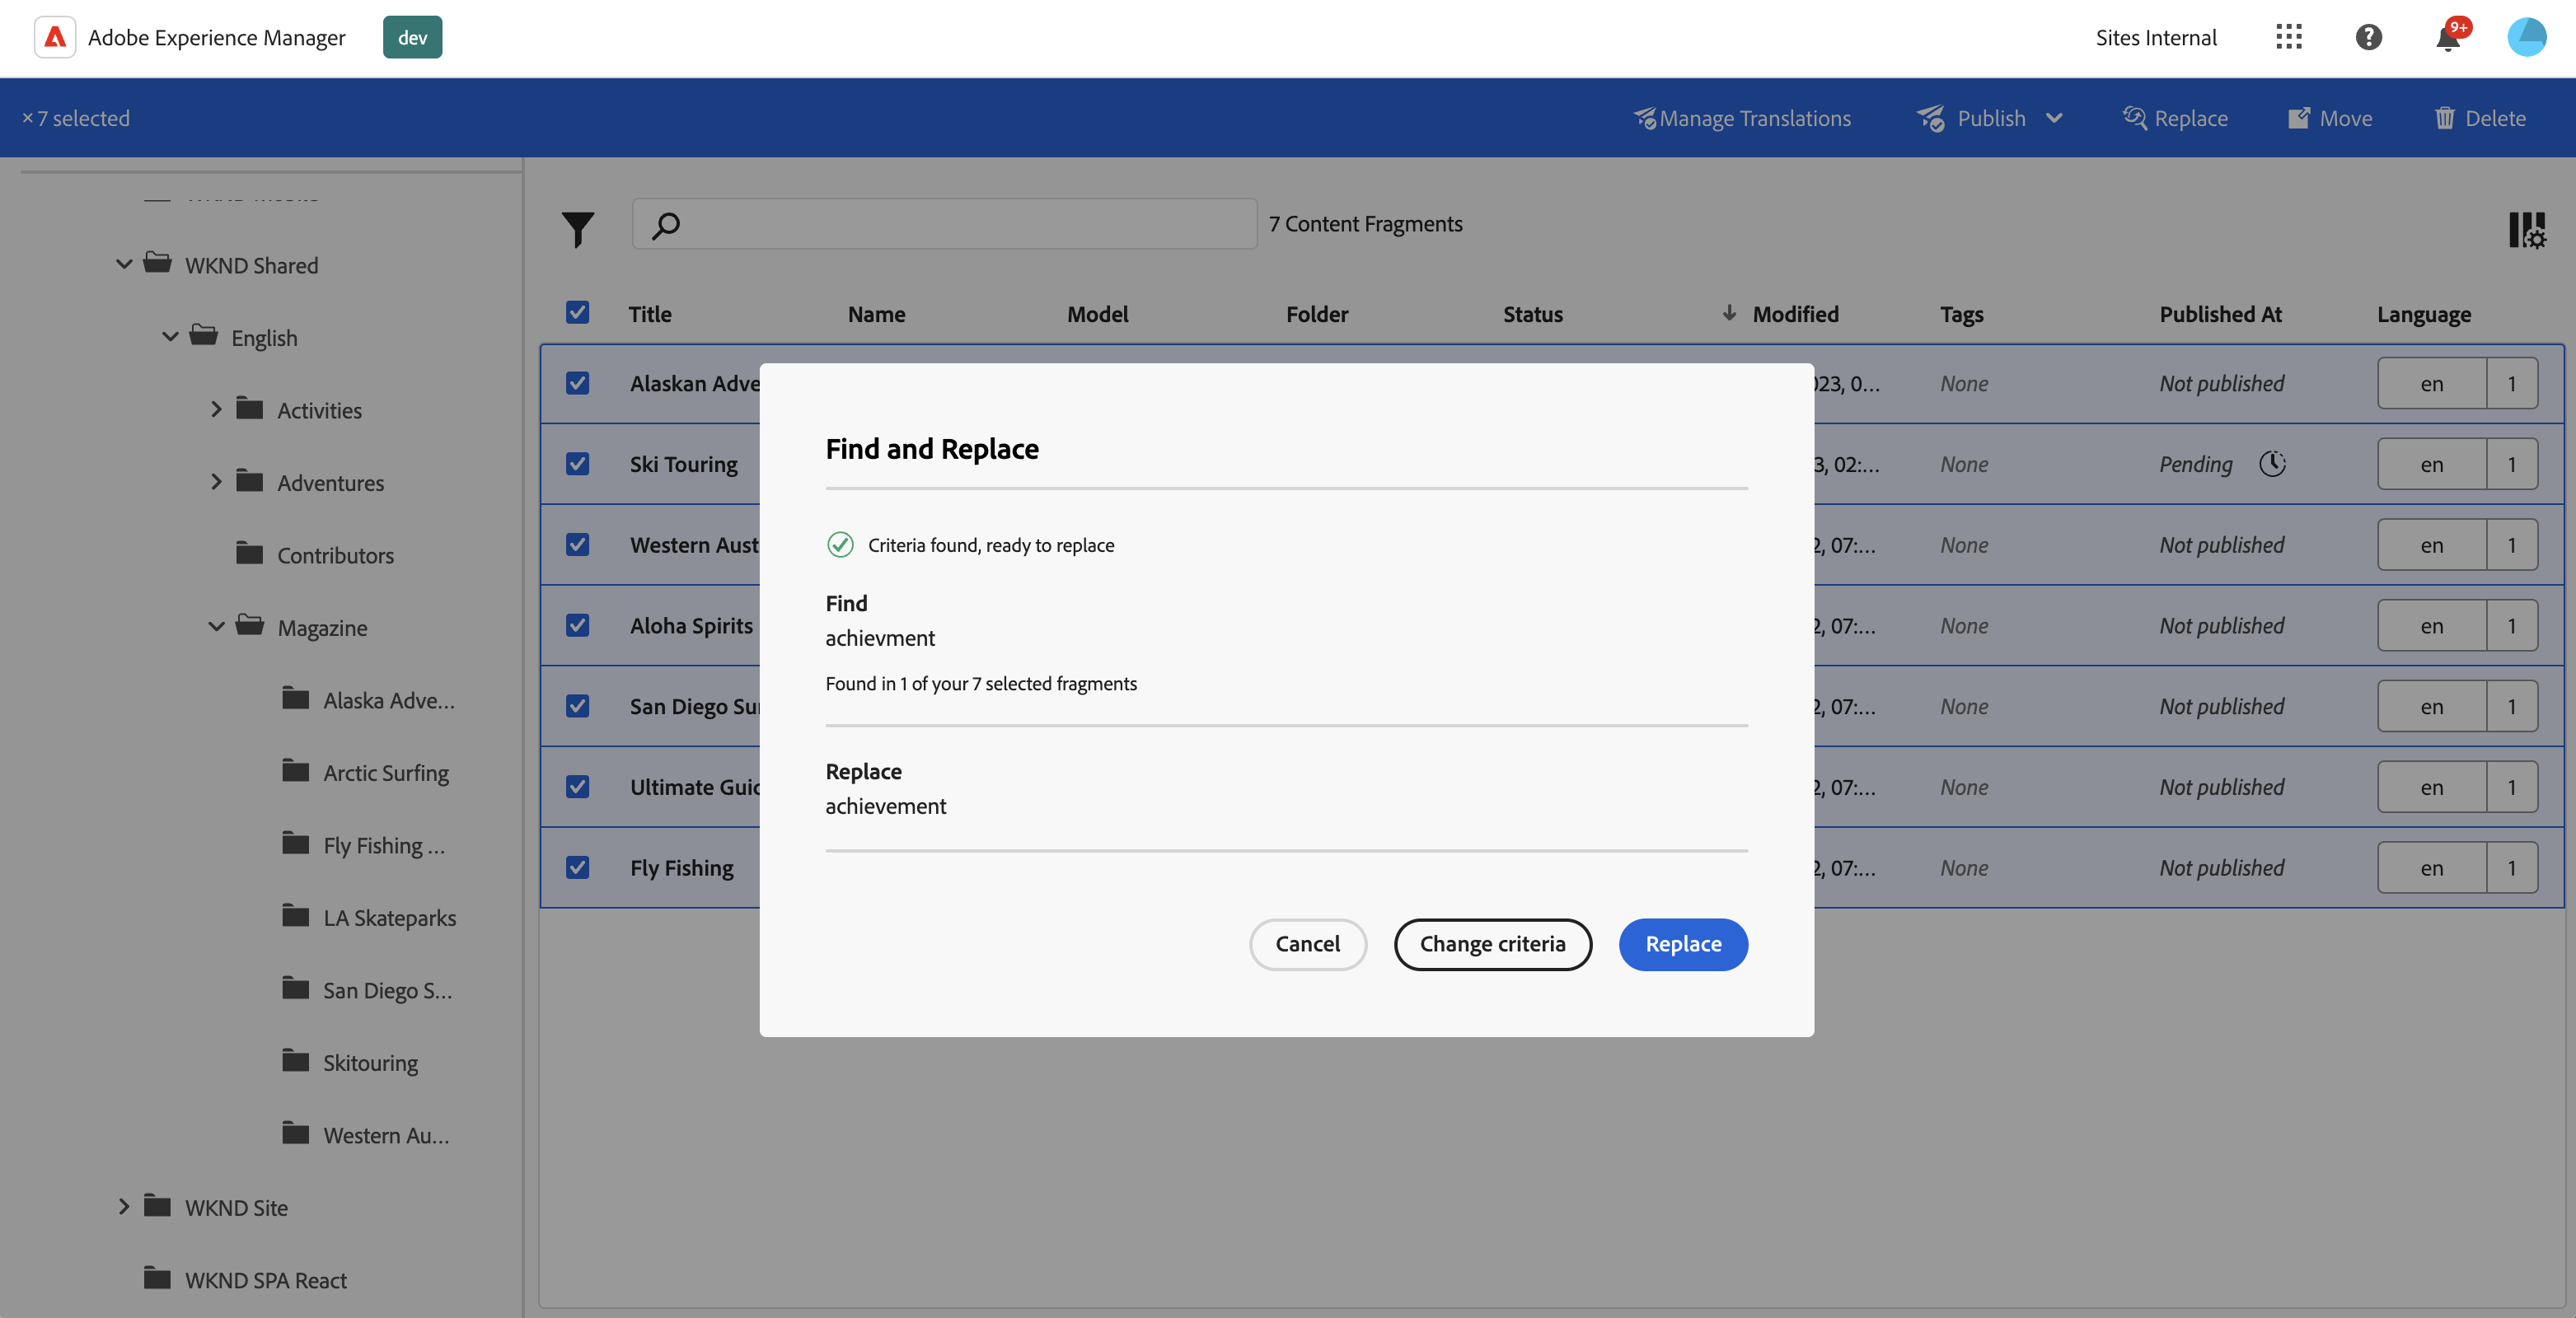 Adobe Experience Manager dev Sites Internal 9+
× 7 selected Manage Translations Publish Replace Move Delete
WKND Shared
English
Activities
Adventures
Contributors
Magazine
Alaska Adve...
Arctic Surfing
Fly Fishing ...
LA Skateparks
San Diego S...
Skitouring
Western Au...
WKND Site
WKND SPA React
7 Content Fragments
Title Name Model Folder Status Modified Tags Published At Language
Alaskan Adve 023, 0... None Not published en 1
Ski Touring 3, 02:... None Pending en 1
Western Aust 2, 07:... None Not published en 1
Aloha Spirits 2, 07:... None Not published en 1
San Diego Su 2, 07:... None Not published en 1
Ultimate Gui 2, 07:... None Not published en 1
Fly Fishing 2, 07:... None Not published en 1
Find and Replace
Criteria found, ready to replace
Find
achievment
Found in 1 of your 7 selected fragments
Replace
achievement
Cancel Change criteria Replace